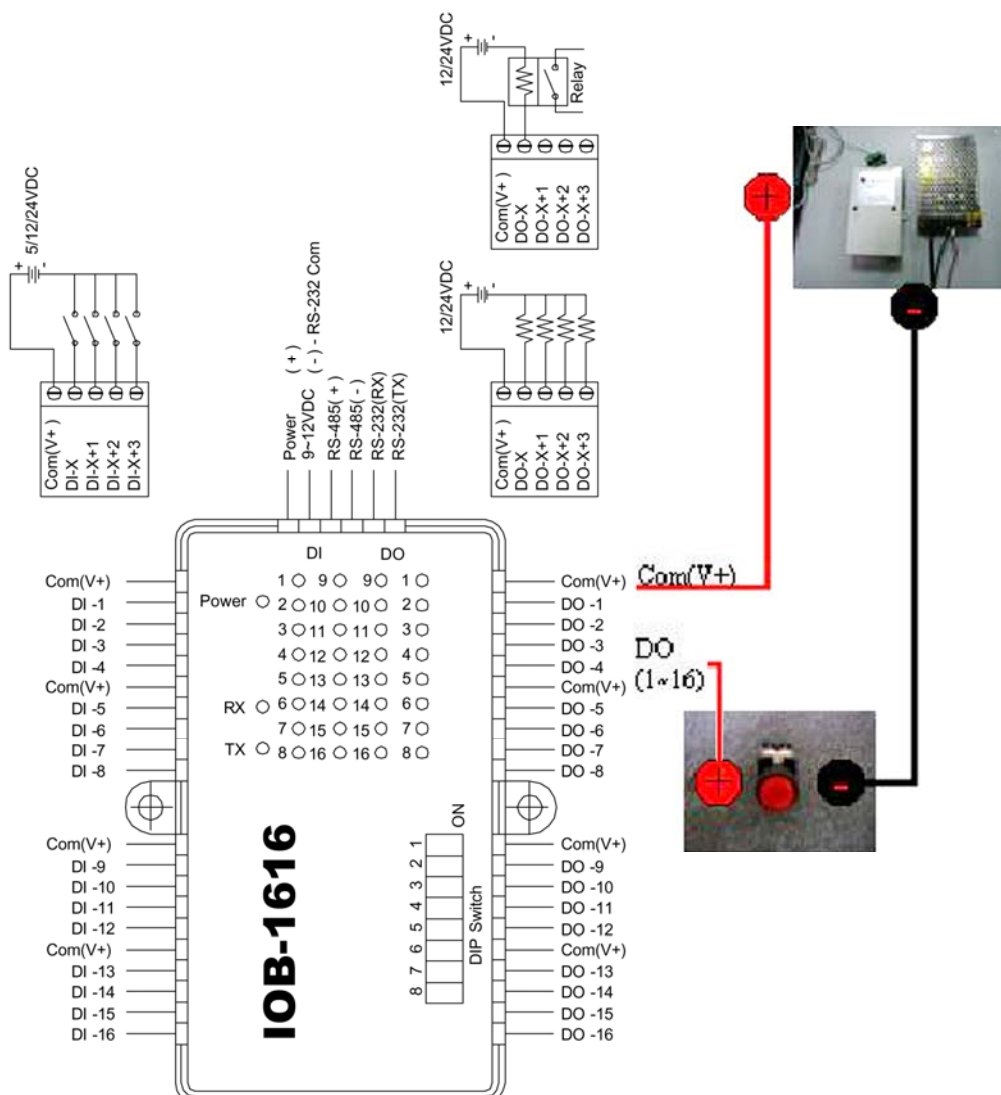 12/24VDC
+ -
Relay
Com(V+)
DO-X
DO-X+1
DO-X+2
DO-X+3
5/12/24VDC
+ -
Com(V+)
DI-X
DI-X+1
DI-X+2
DI-X+3
12/24VDC
+ -
Com(V+)
DO-X
DO-X+1
DO-X+2
DO-X+3
Power (+)
9~12VDC (-) - RS-232 Com
RS-485(+)
RS-485(-)
RS-232(RX)
RS-232(TX)
DI DO
1 9 9 1
Power 2 10 10 2
3 11 11 3
4 12 12 4
5 13 13 5
RX 6 14 14 6
7 15 15 7
TX 8 16 16 8
Com(V+)
DI -1
DI -2
DI -3
DI -4
Com(V+)
DI -5
DI -6
DI -7
DI -8
Com(V+)
DI -9
DI -10
DI -11
DI -12
Com(V+)
DI -13
DI -14
DI -15
DI -16
IOB-1616
ON
1
2
3
4
5
6
7
8
DIP Switch
Com(V+)
DO -1
DO -2
DO -3
DO -4
Com(V+)
DO -5
DO -6
DO -7
DO -8
Com(V+)
DO -9
DO -10
DO -11
DO -12
Com(V+)
DO -13
DO -14
DO -15
DO -16
+
-
Com(V+)
DO
(1~16)
+
-